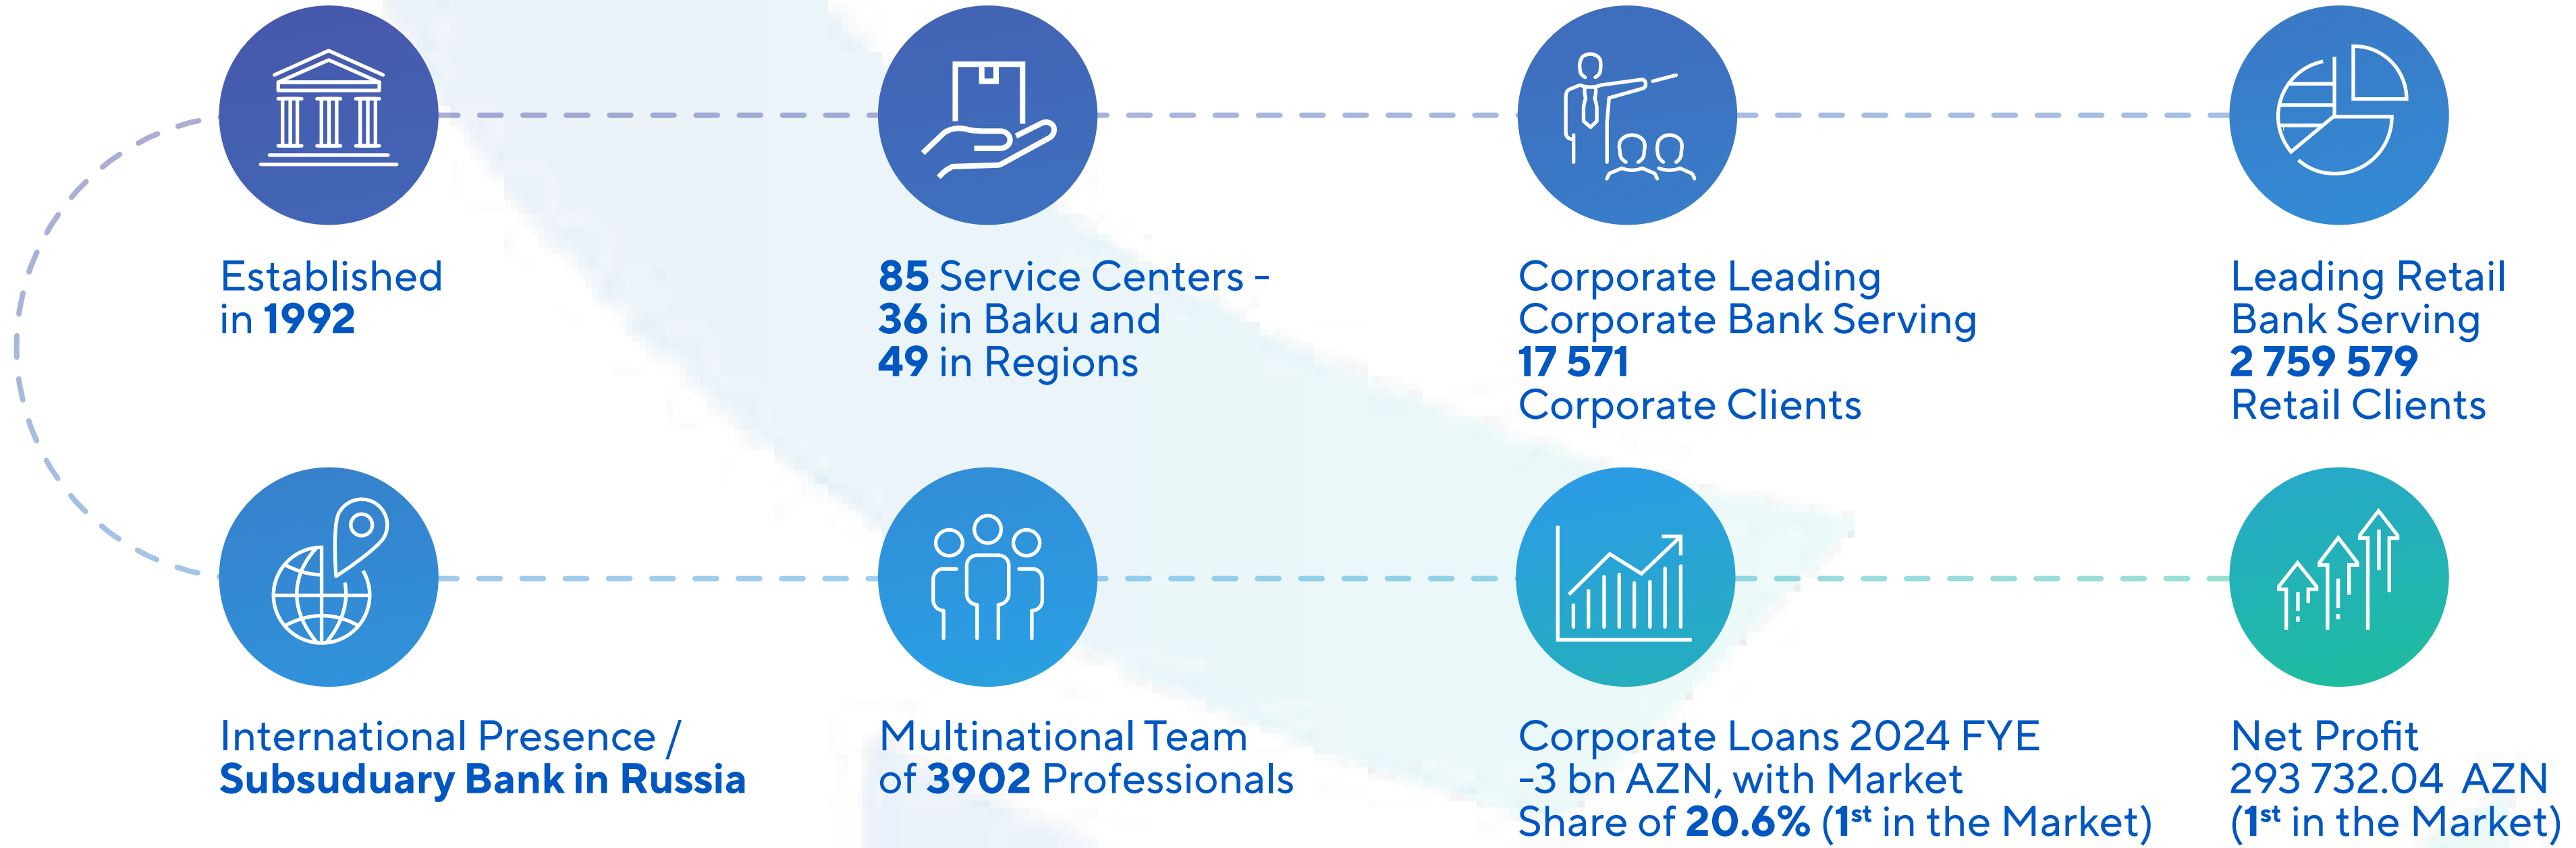 Established
in 1992
85 Service Centers -
36 in Baku and
49 in Regions
Corporate Leading
Corporate Bank Serving
17 571
Corporate Clients
Leading Retail
Bank Serving
2 759 579
Retail Clients
International Presence /
Subsuduary Bank in Russia
Multinational Team
of 3902 Professionals
Corporate Loans 2024 FYE
-3 bn AZN, with Market
Share of 20.6% (1st in the Market)
Net Profit
293 732.04 AZN
(1st in the Market)